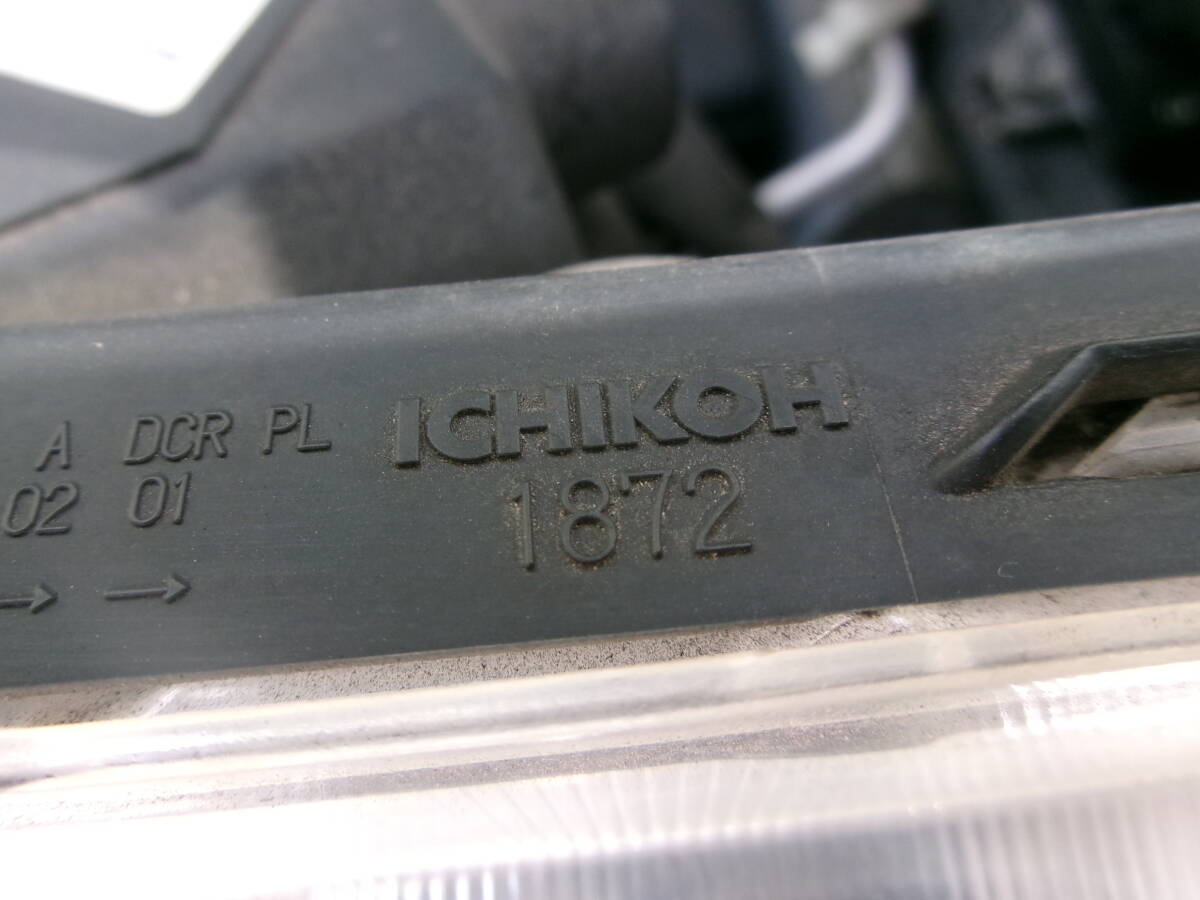 A DCR PL ICHIKOH
02 01 1872
→ →